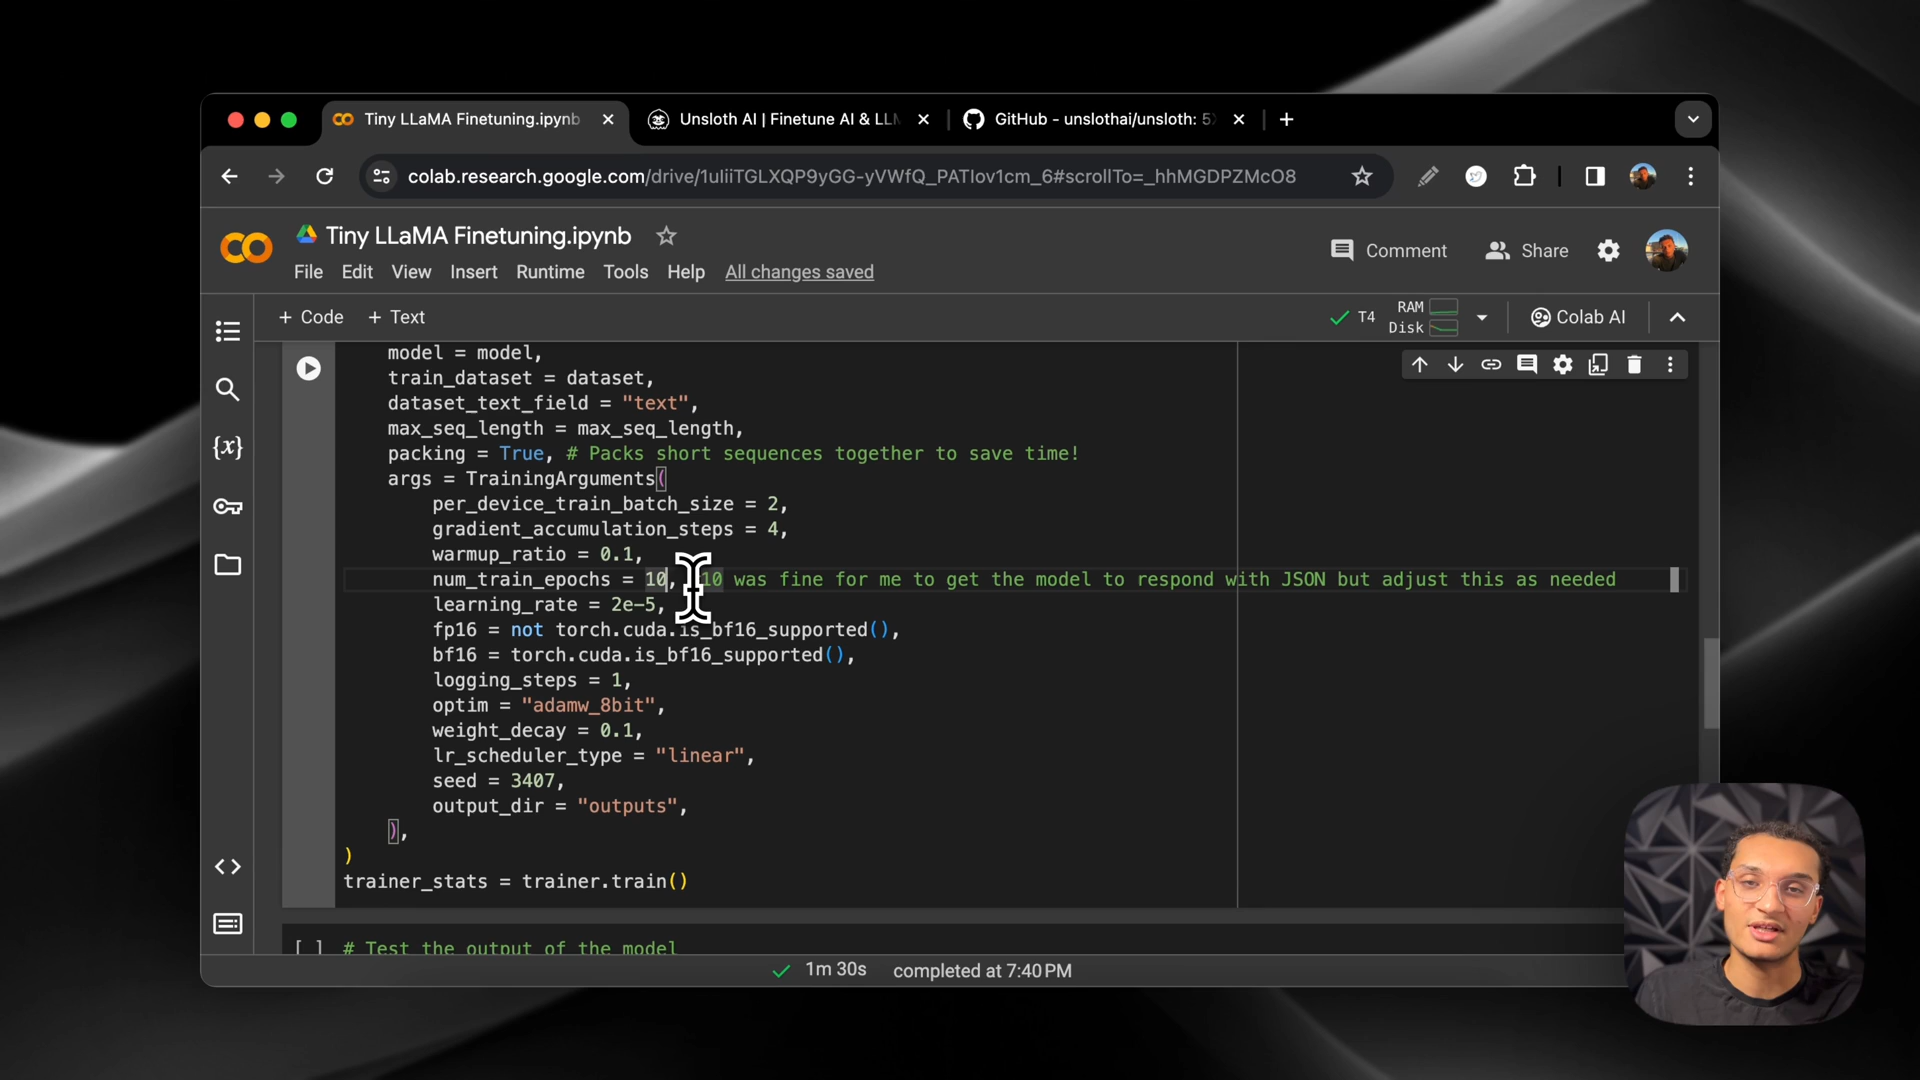 Tiny LLaMA Finetuning.ipynb
Unsloth AI | Finetune AI & LLM
GitHub - unslothai/unsloth: 5X
colab.research.google.com/drive/1uIiiTGLXQP9yGG-yVWfQ_PATIov1cm_6#scrollTo=_hhMGDPZMcO8
Tiny LLaMA Finetuning.ipynb
File Edit View Insert Runtime Tools Help All changes saved
Comment Share
+ Code + Text
T4 RAM Disk Colab AI
model = model,
train_dataset = dataset,
dataset_text_field = "text",
max_seq_length = max_seq_length,
packing = True, # Packs short sequences together to save time!
args = TrainingArguments(
per_device_train_batch_size = 2,
gradient_accumulation_steps = 4,
warmup_ratio = 0.1,
num_train_epochs = 10, 10 was fine for me to get the model to respond with JSON but adjust this as needed
learning_rate = 2e-5,
fp16 = not torch.cuda.is_bf16_supported(),
bf16 = torch.cuda.is_bf16_supported(),
logging_steps = 1,
optim = "adamw_8bit",
weight_decay = 0.1,
lr_scheduler_type = "linear",
seed = 3407,
output_dir = "outputs",
),
)
trainer_stats = trainer.train()
[ ] # Test the output of the model
1m 30s completed at 7:40 PM